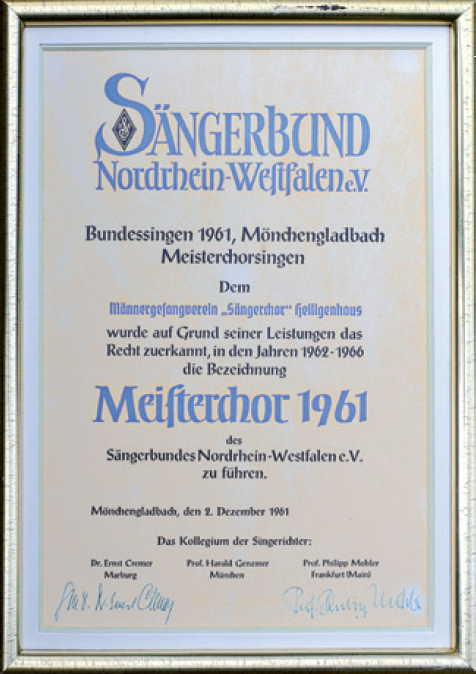 SÄNGERBUND
Nordrhein-Westfalen e.V.
Bundessingen 1961, Mönchengladbach
Meisterchorsingen
Dem
Männergesangverein „Sängerchor“ Heiligenhaus
wurde auf Grund seiner Leistungen das
Recht zuerkannt, in den Jahren 1962-1966
die Bezeichnung
Meisterchor 1961
des
Sängerbundes Nordrhein-Westfalen e.V.
zu führen.
Mönchengladbach, den 2. Dezember 1961
Das Kollegium der Singerichter:
Dr. Ernst Cremer Prof. Harald Genzmer Prof. Philipp Mohler
Marburg München Frankfurt (Main)